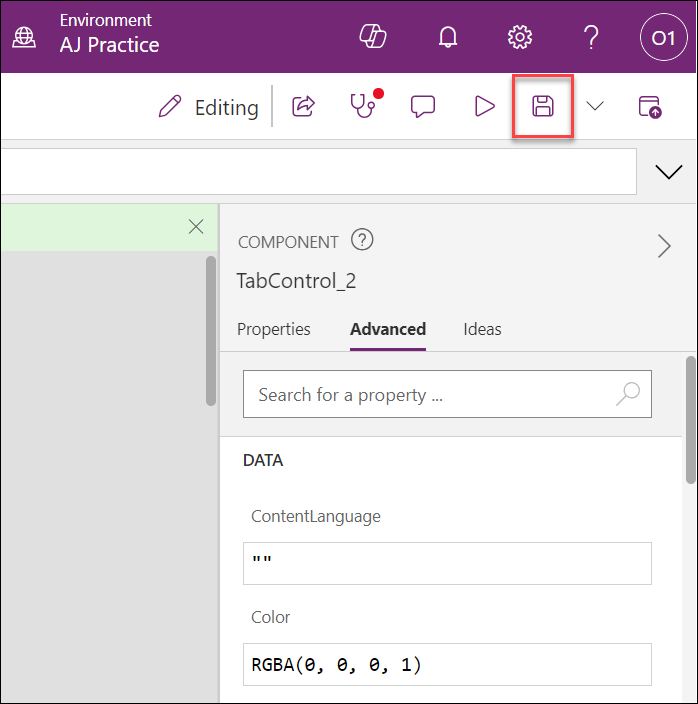 Environment
AJ Practice
O1
Editing
COMPONENT
TabControl_2
Properties Advanced Ideas
Search for a property ...
DATA
ContentLanguage
""
Color
RGBA(0, 0, 0, 1)